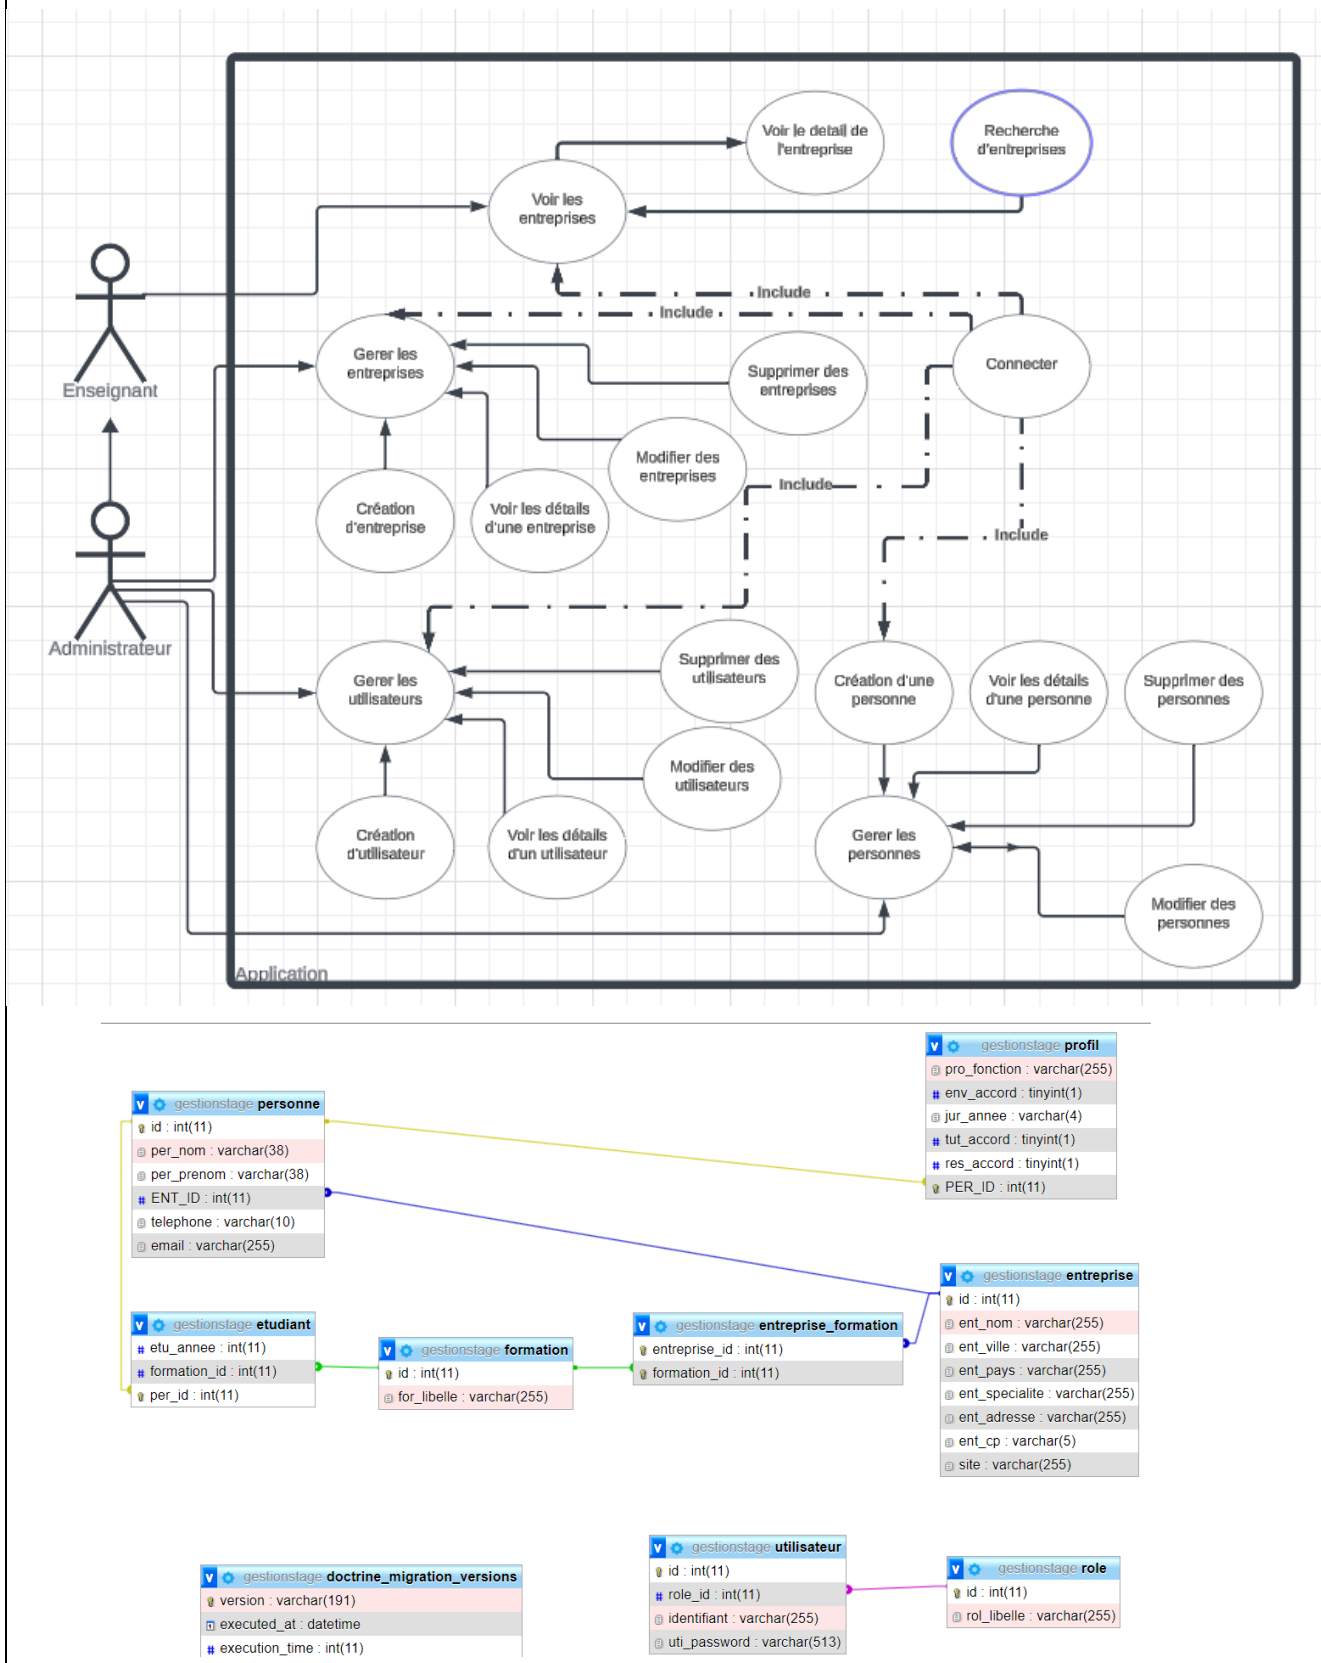 Voir le detail de
l'entreprise
Recherche
d'entreprises
Voir les
entreprises
Include
Include
Gerer les
entreprises
Supprimer des
entreprises
Connecter
Enseignant
Modifier des
entreprises
Include
Création
d'entreprise
Voir les détails
d'une entreprise
Include
Administrateur
Gerer les
utilisateurs
Supprimer des
utilisateurs
Création d'une
personne
Voir les détails
d'une personne
Supprimer des
personnes
Modifier des
utilisateurs
Création
d'utilisateur
Voir les détails
d'un utilisateur
Gerer les
personnes
Modifier des
personnes
Application
gestionstage profil
pro_fonction : varchar(255)
env_accord : tinyint(1)
jur_annee : varchar(4)
tut_accord : tinyint(1)
res_accord : tinyint(1)
PER_ID : int(11)
gestionstage personne
id : int(11)
per_nom : varchar(38)
per_prenom : varchar(38)
ENT_ID : int(11)
telephone : varchar(10)
email : varchar(255)
gestionstage entreprise
id : int(11)
ent_nom : varchar(255)
ent_ville : varchar(255)
ent_pays : varchar(255)
ent_specialite : varchar(255)
ent_adresse : varchar(255)
ent_cp : varchar(5)
site : varchar(255)
gestionstage etudiant
etu_annee : int(11)
formation_id : int(11)
per_id : int(11)
gestionstage formation
id : int(11)
for_libelle : varchar(255)
gestionstage entreprise_formation
entreprise_id : int(11)
formation_id : int(11)
gestionstage utilisateur
id : int(11)
role_id : int(11)
identifiant : varchar(255)
uti_password : varchar(513)
gestionstage role
id : int(11)
rol_libelle : varchar(255)
gestionstage doctrine_migration_versions
version : varchar(191)
executed_at : datetime
execution_time : int(11)